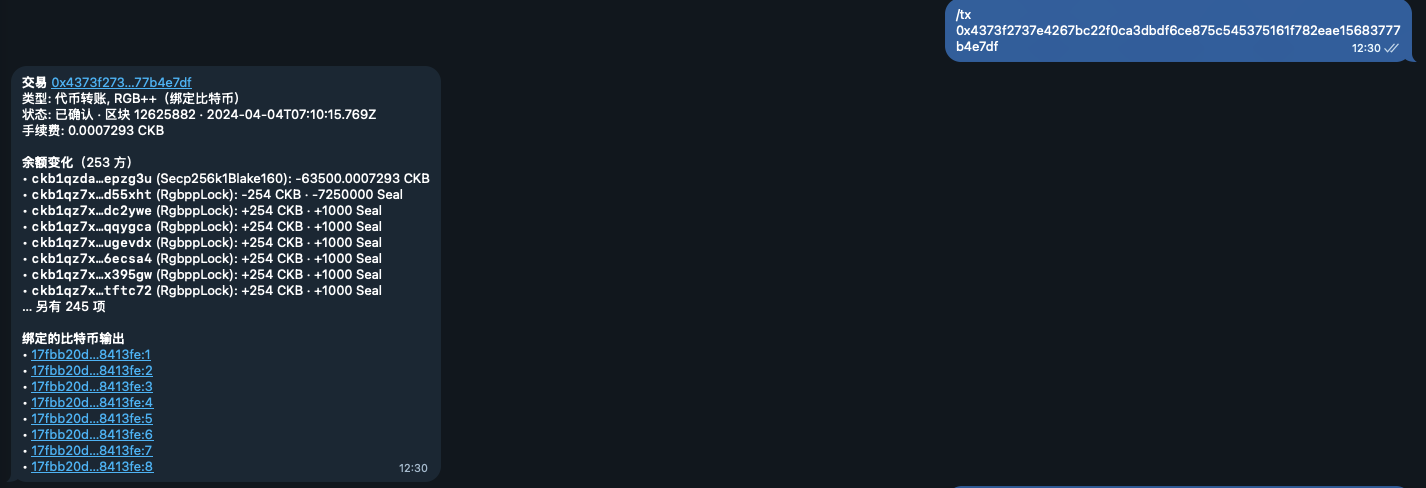 /tx
0x4373f2737e4267bc22f0ca3dbdf6ce875c545375161f782eae15683777
b4e7df
12:30
交易 0x4373f273…77b4e7df
类型: 代币转账, RGB++（绑定比特币）
状态: 已确认 · 区块 12625882 · 2024-04-04T07:10:15.769Z
手续费: 0.0007293 CKB
余额变化（253 方）
• ckb1qzda…epzg3u (Secp256k1Blake160): -63500.0007293 CKB
• ckb1qz7x…d55xht (RgbppLock): -254 CKB · -7250000 Seal
• ckb1qz7x…dc2ywe (RgbppLock): +254 CKB · +1000 Seal
• ckb1qz7x…qqygca (RgbppLock): +254 CKB · +1000 Seal
• ckb1qz7x…ugevdx (RgbppLock): +254 CKB · +1000 Seal
• ckb1qz7x…6ecsa4 (RgbppLock): +254 CKB · +1000 Seal
• ckb1qz7x…x395gw (RgbppLock): +254 CKB · +1000 Seal
• ckb1qz7x…tftc72 (RgbppLock): +254 CKB · +1000 Seal
… 另有 245 项
绑定的比特币输出
• 17fbb20d…8413fe:1
• 17fbb20d…8413fe:2
• 17fbb20d…8413fe:3
• 17fbb20d…8413fe:4
• 17fbb20d…8413fe:5
• 17fbb20d…8413fe:6
• 17fbb20d…8413fe:7
• 17fbb20d…8413fe:8
12:30